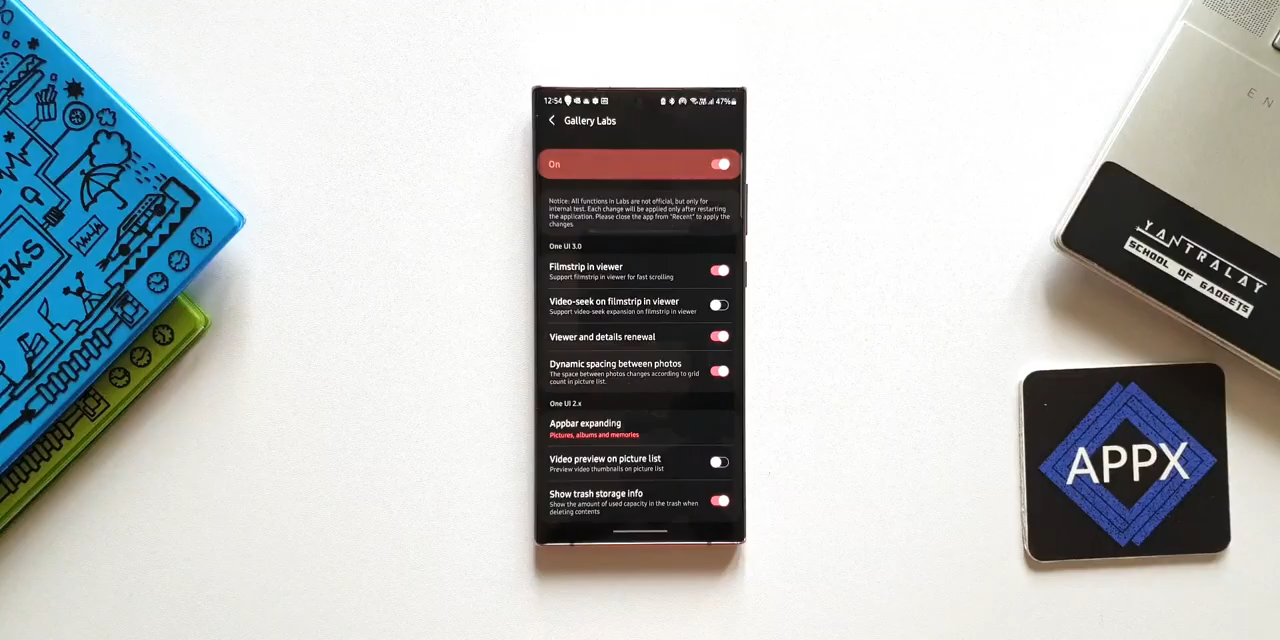 12:54
47%
Gallery Labs
On
Notice: All functions in Labs are not official, but only for
internal test. Each change will be applied only after restarting
the application. Please close the app from "Recent" to apply the
changes.
One UI 3.0
Filmstrip in viewer
Support filmstrip in viewer for fast scrolling
Video-seek on filmstrip in viewer
Support video-seek expansion on filmstrip in viewer
Viewer and details renewal
Dynamic spacing between photos
The space between photos changes according to grid
count in picture list.
One UI 2.x
Appbar expanding
Pictures, albums and memories
Video preview on picture list
Preview video thumbnails on picture list
Show trash storage info
Show the amount of used capacity in the trash when
deleting contents
RKS
E N
YANTRALAY
SCHOOL OF GADGETS
APPX